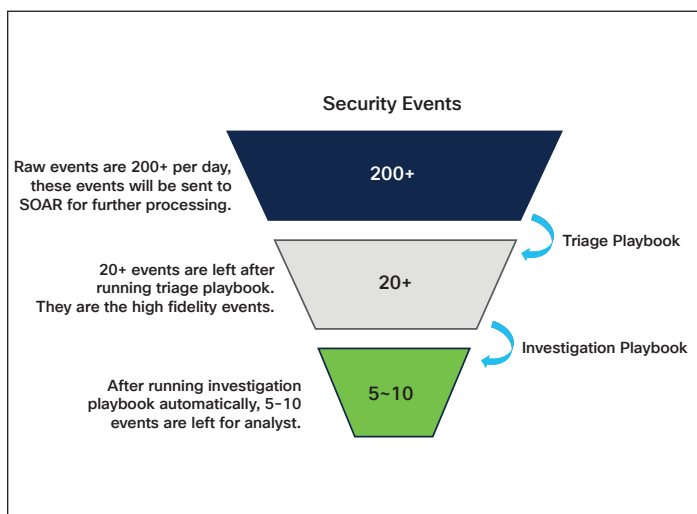 Security Events
Raw events are 200+ per day,
these events will be sent to
SOAR for further processing.
200+
Triage Playbook
20+ events are left after
running triage playbook.
They are the high fidelity events.
20+
Investigation Playbook
After running investigation
playbook automatically, 5-10
events are left for analyst.
5~10